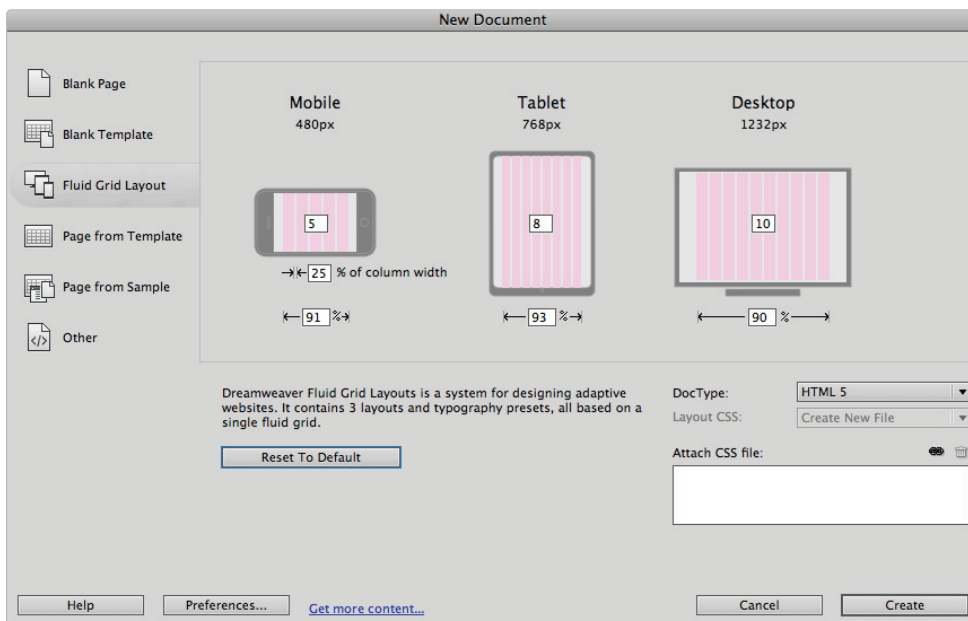 New Document
Blank Page
Blank Template
Fluid Grid Layout
Page from Template
Page from Sample
Other
Mobile
480px
Tablet
768px
Desktop
1232px
5
8
10
25 % of column width
91 %
93 %
90 %
Dreamweaver Fluid Grid Layouts is a system for designing adaptive
websites. It contains 3 layouts and typography presets, all based on a
single fluid grid.
Reset To Default
DocType: HTML 5
Layout CSS: Create New File
Attach CSS file:
Help
Preferences...
Get more content...
Cancel
Create